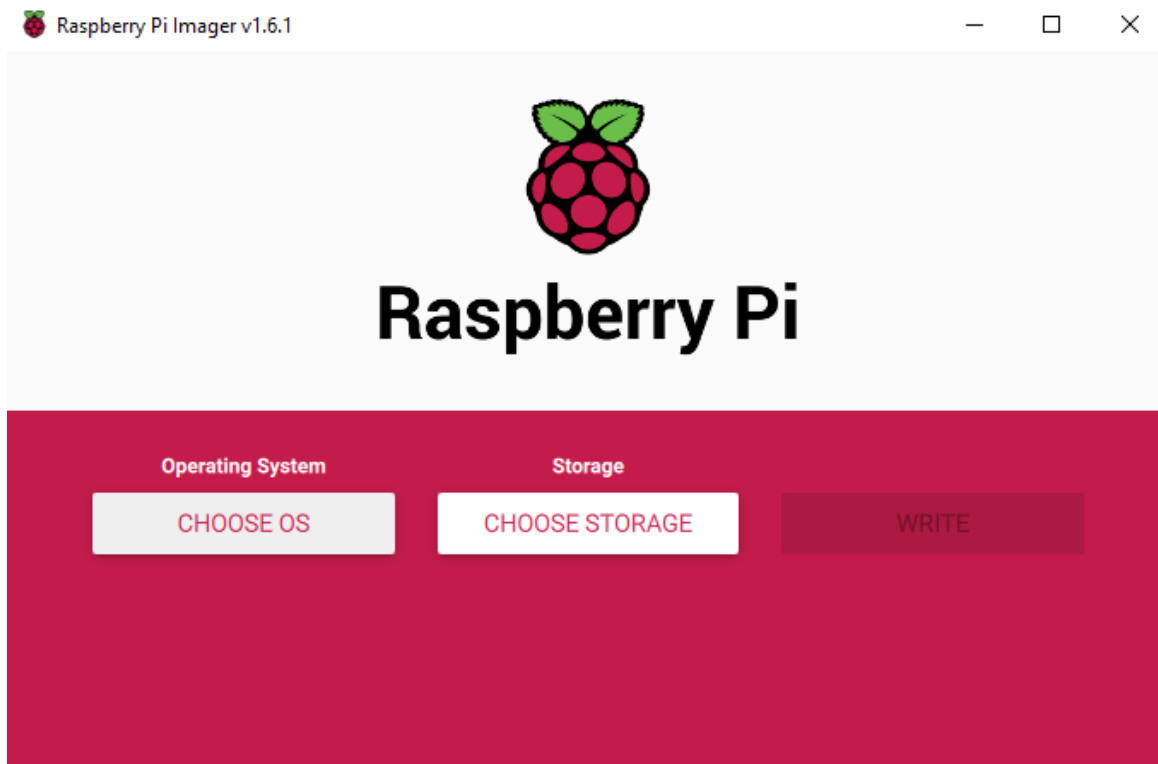 Raspberry Pi Imager v1.6.1
Raspberry Pi
Operating System
Storage
CHOOSE OS
CHOOSE STORAGE
WRITE